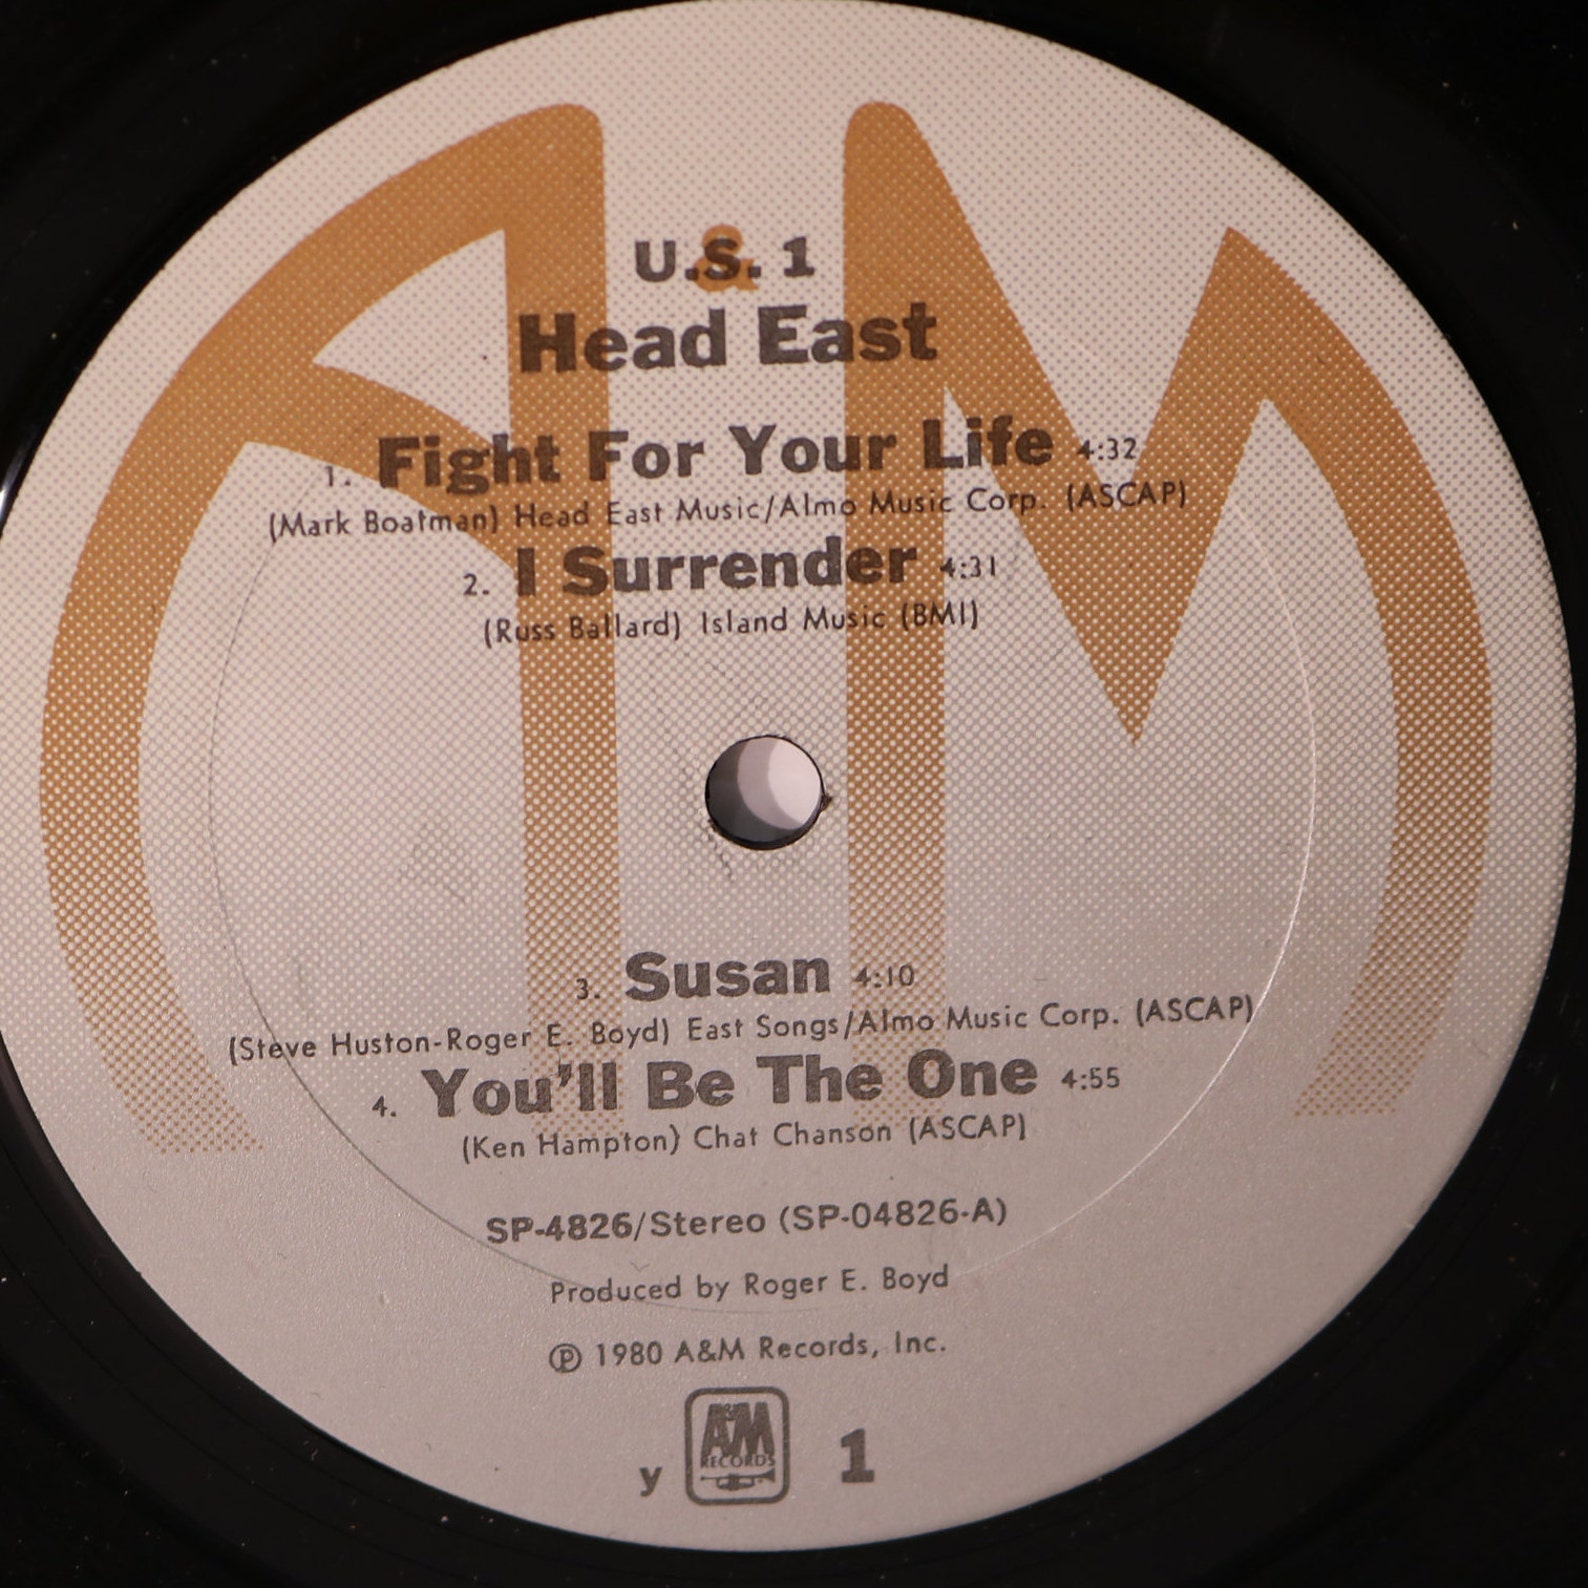 A&M
U.S. 1
Head East
1. Fight For Your Life 4:32
(Mark Boatman) Head East Music/Almo Music Corp. (ASCAP)
2. I Surrender 4:31
(Russ Ballard) Island Music (BMI)
3. Susan 4:10
(Steve Huston-Roger E. Boyd) East Songs/Almo Music Corp. (ASCAP)
4. You'll Be The One 4:55
(Ken Hampton) Chat Chanson (ASCAP)
SP-4826/Stereo (SP-04826-A)
Produced by Roger E. Boyd
℗ 1980 A&M Records, Inc.
y A&M RECORDS 1